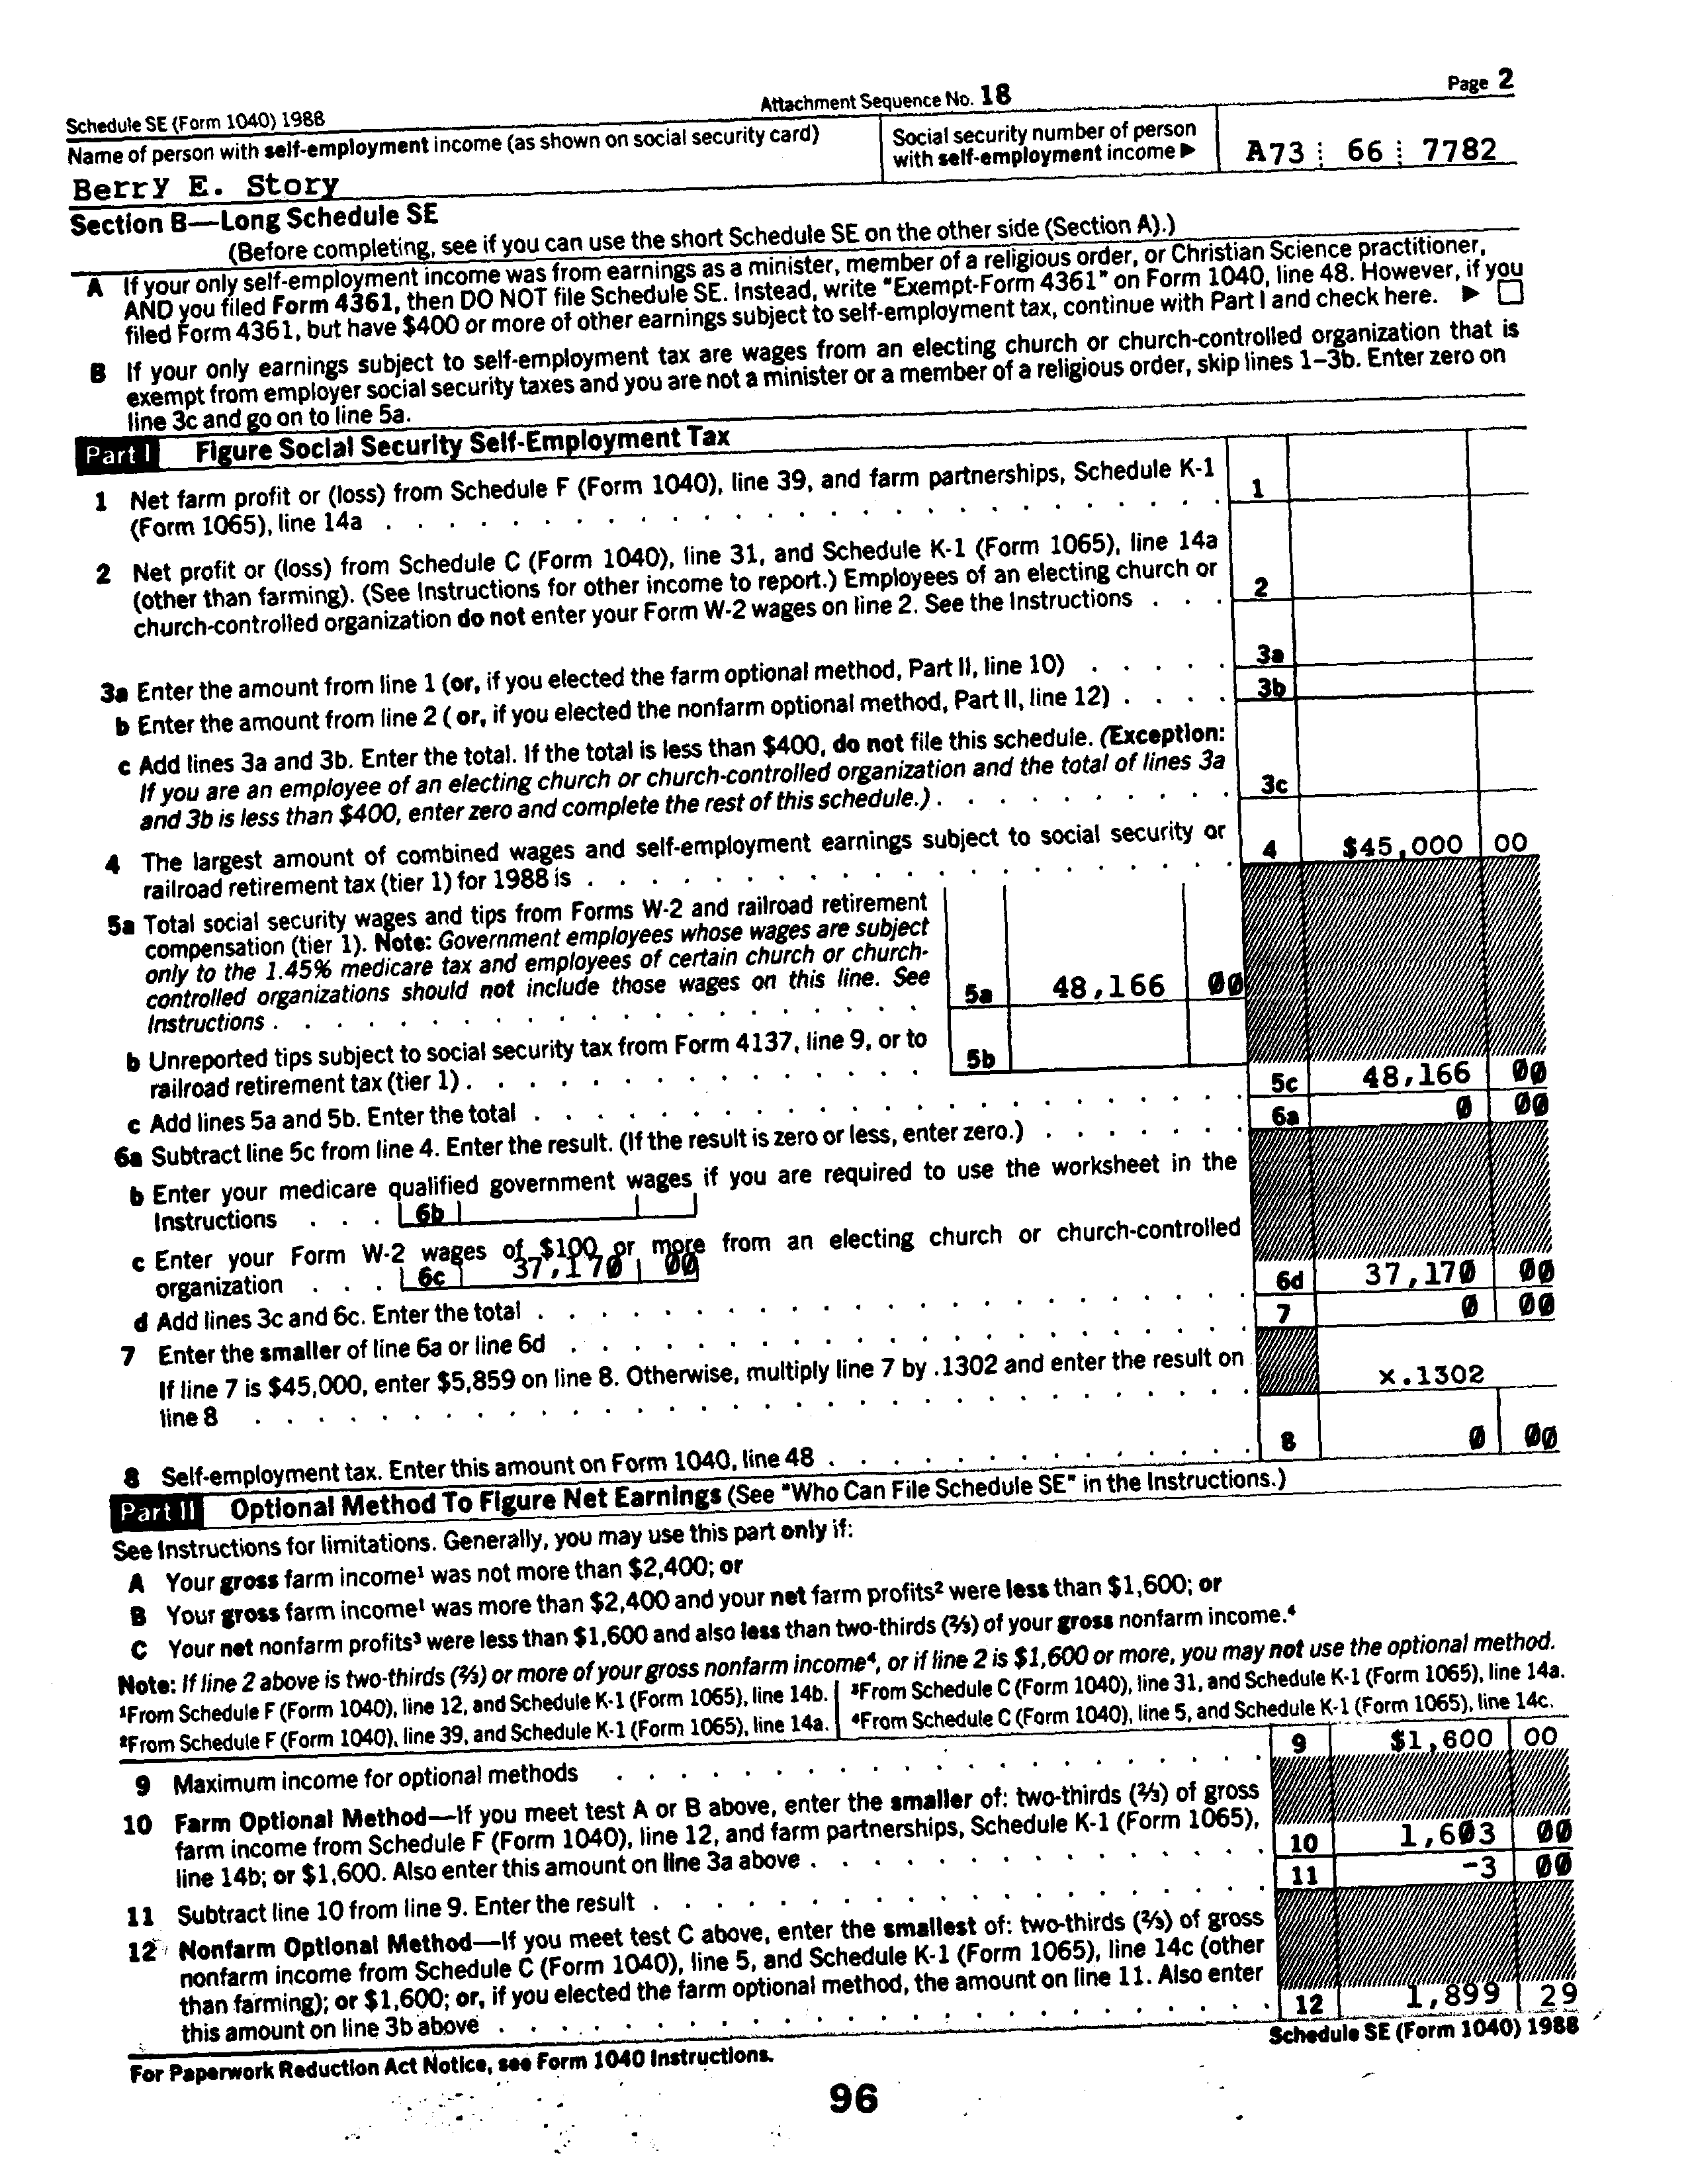 Schedule SE (Form 1040) 1988 Attachment Sequence No. 18 Page 2
Name of person with self-employment income (as shown on social security card)
Social security number of person
with self-employment income ▶
A73 66 7782
Berry E. Story
Section B—Long Schedule SE
(Before completing, see if you can use the short Schedule SE on the other side (Section A).)
A If your only self-employment income was from earnings as a minister, member of a religious order, or Christian Science practitioner,
AND you filed Form 4361, then DO NOT file Schedule SE. Instead, write "Exempt-Form 4361" on Form 1040, line 48. However, if you
filed Form 4361, but have $400 or more of other earnings subject to self-employment tax, continue with Part I and check here. ▶ ☐
B If your only earnings subject to self-employment tax are wages from an electing church or church-controlled organization that is
exempt from employer social security taxes and you are not a minister or a member of a religious order, skip lines 1–3b. Enter zero on
line 3c and go on to line 5a.
Part I Figure Social Security Self-Employment Tax
1 Net farm profit or (loss) from Schedule F (Form 1040), line 39, and farm partnerships, Schedule K-1
(Form 1065), line 14a . . . 1
2 Net profit or (loss) from Schedule C (Form 1040), line 31, and Schedule K-1 (Form 1065), line 14a
(other than farming). (See Instructions for other income to report.) Employees of an electing church or
church-controlled organization do not enter your Form W-2 wages on line 2. See the Instructions . . . 2
3a Enter the amount from line 1 (or, if you elected the farm optional method, Part II, line 10) . . . . . 3a
b Enter the amount from line 2 ( or, if you elected the nonfarm optional method, Part II, line 12) . . . . 3b
c Add lines 3a and 3b. Enter the total. If the total is less than $400, do not file this schedule. (Exception:
If you are an employee of an electing church or church-controlled organization and the total of lines 3a
and 3b is less than $400, enter zero and complete the rest of this schedule.) . . . 3c
4 The largest amount of combined wages and self-employment earnings subject to social security or
railroad retirement tax (tier 1) for 1988 is . . . 4 $45,000 00
5a Total social security wages and tips from Forms W-2 and railroad retirement
compensation (tier 1). Note: Government employees whose wages are subject
only to the 1.45% medicare tax and employees of certain church or church-
controlled organizations should not include those wages on this line. See
Instructions . . . 5a 48,166 00
b Unreported tips subject to social security tax from Form 4137, line 9, or to
railroad retirement tax (tier 1) . . . 5b
c Add lines 5a and 5b. Enter the total . . . 5c 48,166 00
6a Subtract line 5c from line 4. Enter the result. (If the result is zero or less, enter zero.) . . . 6a 0 00
b Enter your medicare qualified government wages if you are required to use the worksheet in the
Instructions . . . 6b
c Enter your Form W-2 wages of $100 or more from an electing church or church-controlled
organization . . . 6c 37,170 00
d Add lines 3c and 6c. Enter the total . . . 6d 37,170 00
7 Enter the smaller of line 6a or line 6d . . . 7 0 00
If line 7 is $45,000, enter $5,859 on line 8. Otherwise, multiply line 7 by .1302 and enter the result on
line 8 . . . x.1302
8 Self-employment tax. Enter this amount on Form 1040, line 48 . . . 8 0 00
Part II Optional Method To Figure Net Earnings (See "Who Can File Schedule SE" in the Instructions.)
See Instructions for limitations. Generally, you may use this part only if:
A Your gross farm income¹ was not more than $2,400; or
B Your gross farm income¹ was more than $2,400 and your net farm profits² were less than $1,600; or
C Your net nonfarm profits³ were less than $1,600 and also less than two-thirds (⅔) of your gross nonfarm income.⁴
Note: If line 2 above is two-thirds (⅔) or more of your gross nonfarm income⁴, or if line 2 is $1,600 or more, you may not use the optional method.
¹From Schedule F (Form 1040), line 12, and Schedule K-1 (Form 1065), line 14b. ³From Schedule C (Form 1040), line 31, and Schedule K-1 (Form 1065), line 14a.
²From Schedule F (Form 1040), line 39, and Schedule K-1 (Form 1065), line 14a. ⁴From Schedule C (Form 1040), line 5, and Schedule K-1 (Form 1065), line 14c.
9 Maximum income for optional methods . . . 9 $1,600 00
10 Farm Optional Method—If you meet test A or B above, enter the smaller of: two-thirds (⅔) of gross
farm income from Schedule F (Form 1040), line 12, and farm partnerships, Schedule K-1 (Form 1065),
line 14b; or $1,600. Also enter this amount on line 3a above . . . 10 1,603 00
11 Subtract line 10 from line 9. Enter the result . . . 11 -3 00
12 Nonfarm Optional Method—If you meet test C above, enter the smallest of: two-thirds (⅔) of gross
nonfarm income from Schedule C (Form 1040), line 5, and Schedule K-1 (Form 1065), line 14c (other
than farming); or $1,600; or, if you elected the farm optional method, the amount on line 11. Also enter
this amount on line 3b above . . . 12 1,899 29
For Paperwork Reduction Act Notice, see Form 1040 Instructions. Schedule SE (Form 1040) 1988
96